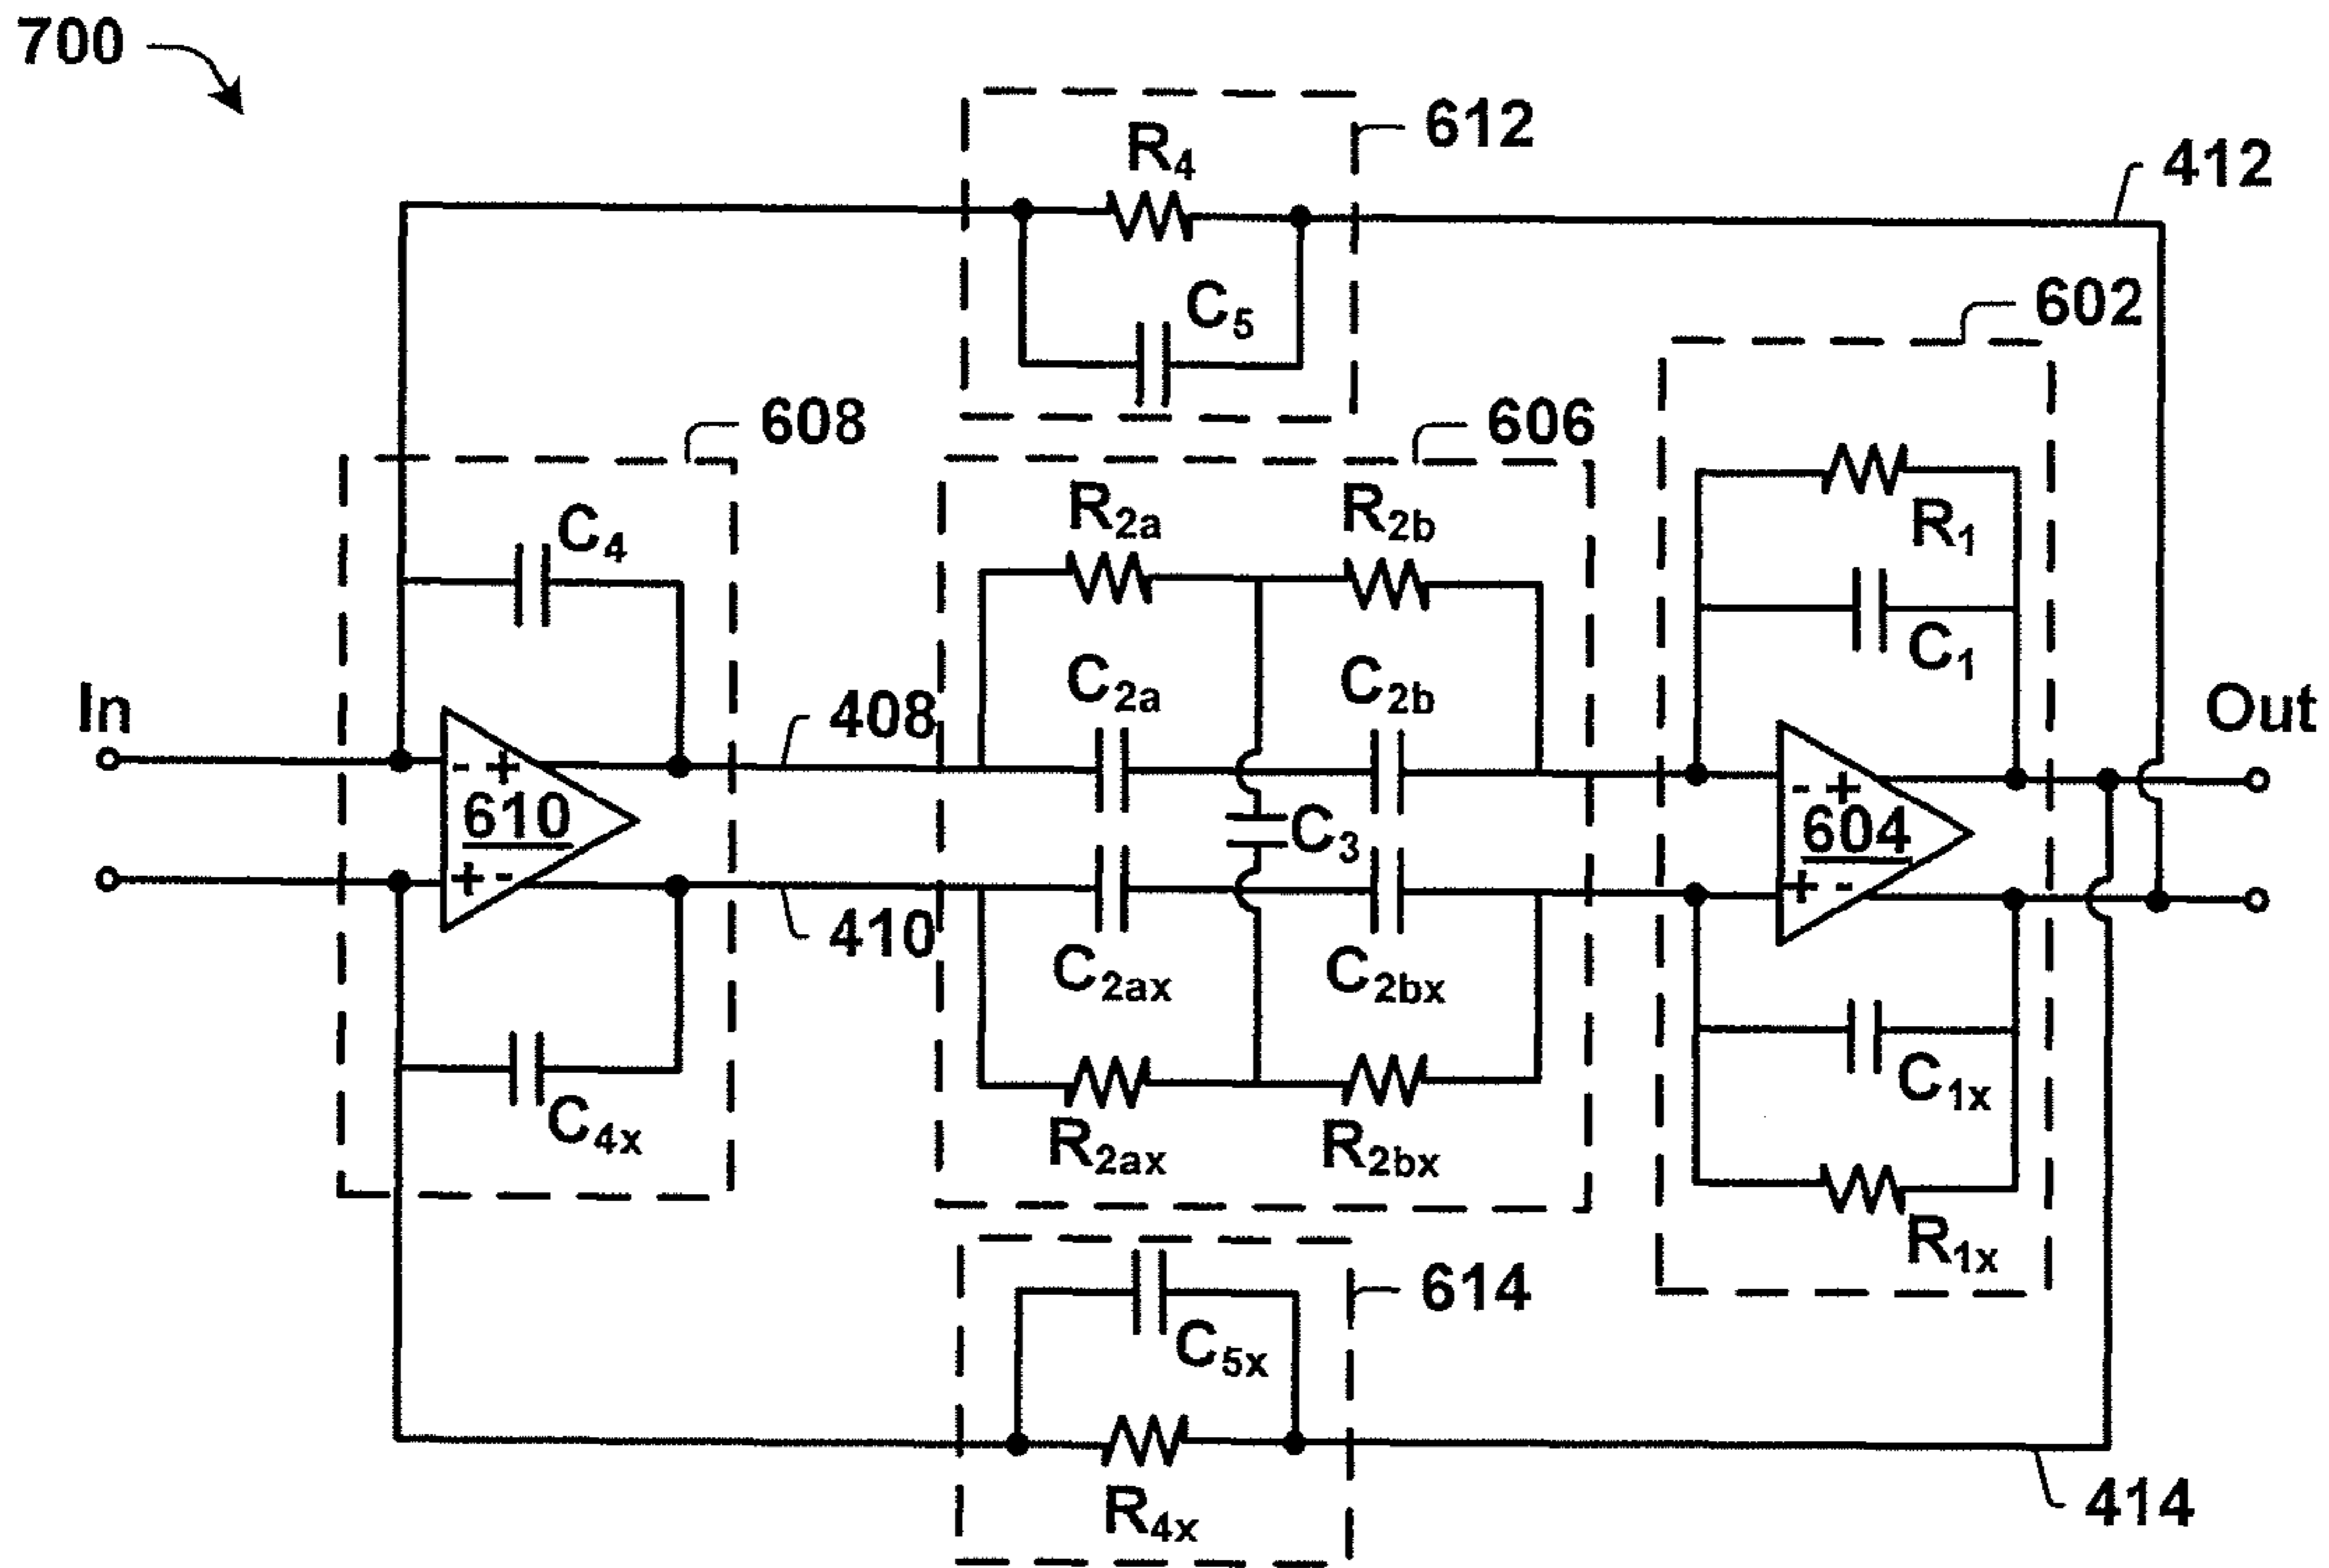 700
612
R4
412
C5
602
608
606
R2a
R2b
R1
C4
C2a
C2b
C1
In
408
Out
- +
610
+ -
C3
- +
604
+ -
410
C2ax
C2bx
C4x
R2ax
R2bx
C1x
R1x
614
C5x
R4x
414